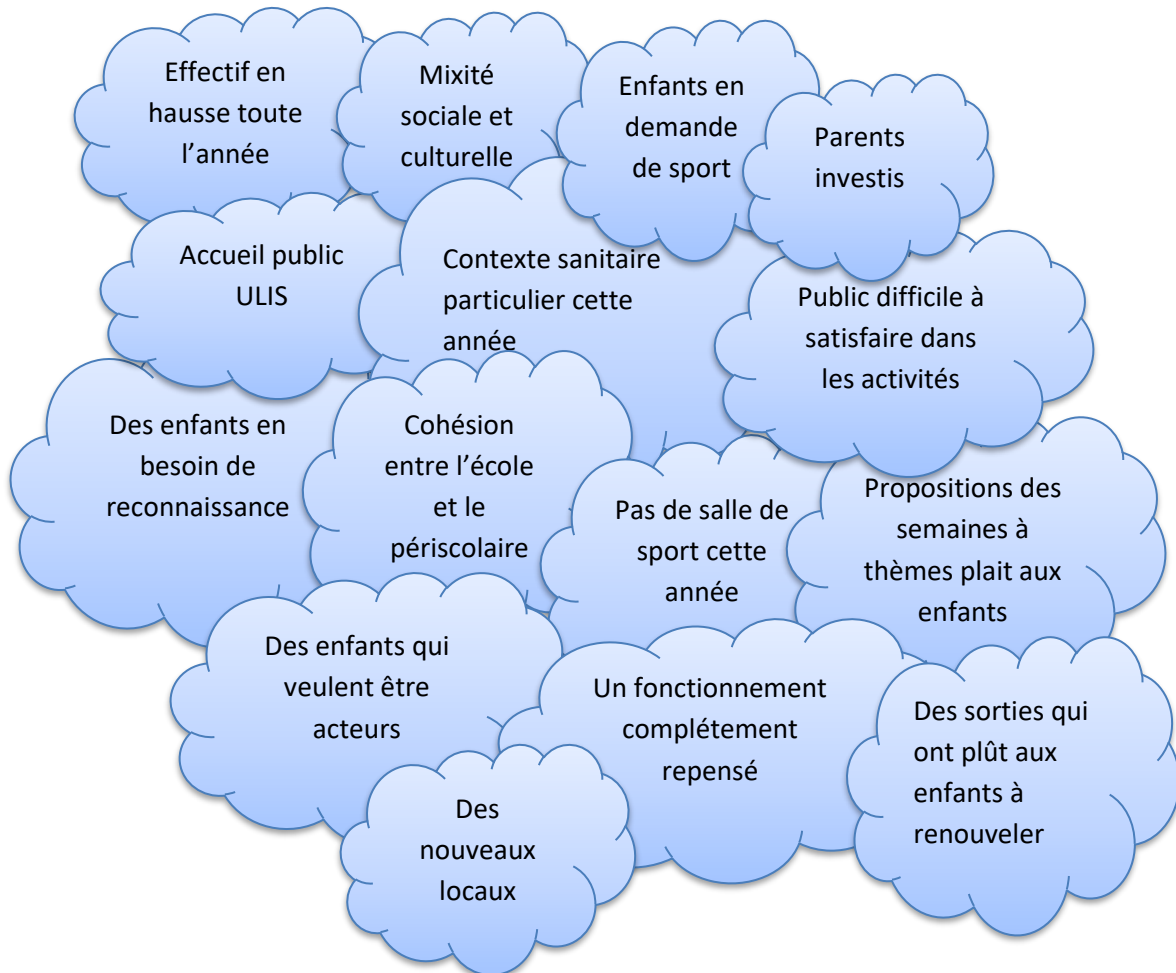 Effectif en
hausse toute
l’année
Mixité
sociale et
culturelle
Enfants en
demande
de sport
Parents
investis
Accueil public
ULIS
Contexte sanitaire
particulier cette
année
Public difficile à
satisfaire dans
les activités
Des enfants en
besoin de
reconnaissance
Cohésion
entre l’école
et le
périscolaire
Pas de salle de
sport cette
année
Propositions des
semaines à
thèmes plait aux
enfants
Des enfants qui
veulent être
acteurs
Un fonctionnement
complétement
repensé
Des sorties qui
ont plût aux
enfants à
renouveler
Des
nouveaux
locaux